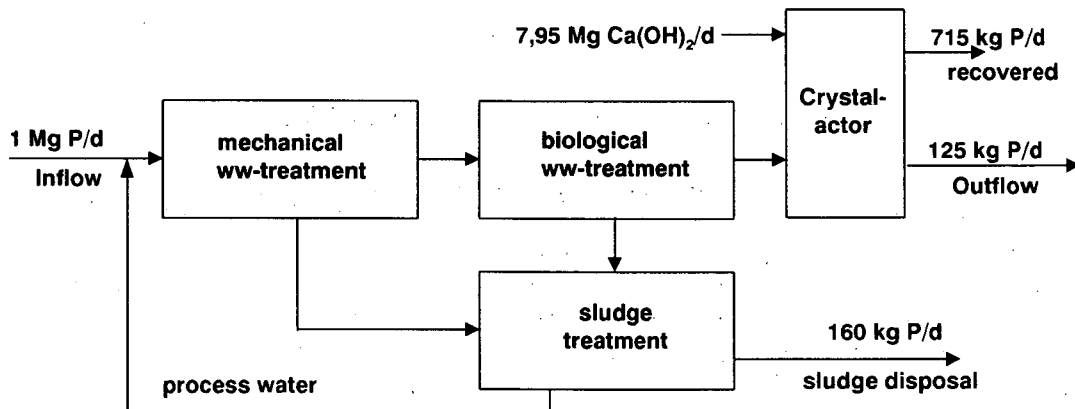 7,95 Mg Ca(OH)₂/d
715 kg P/d
recovered
Crystal-
actor
1 Mg P/d
Inflow
mechanical
ww-treatment
biological
ww-treatment
125 kg P/d
Outflow
sludge
treatment
160 kg P/d
sludge disposal
process water